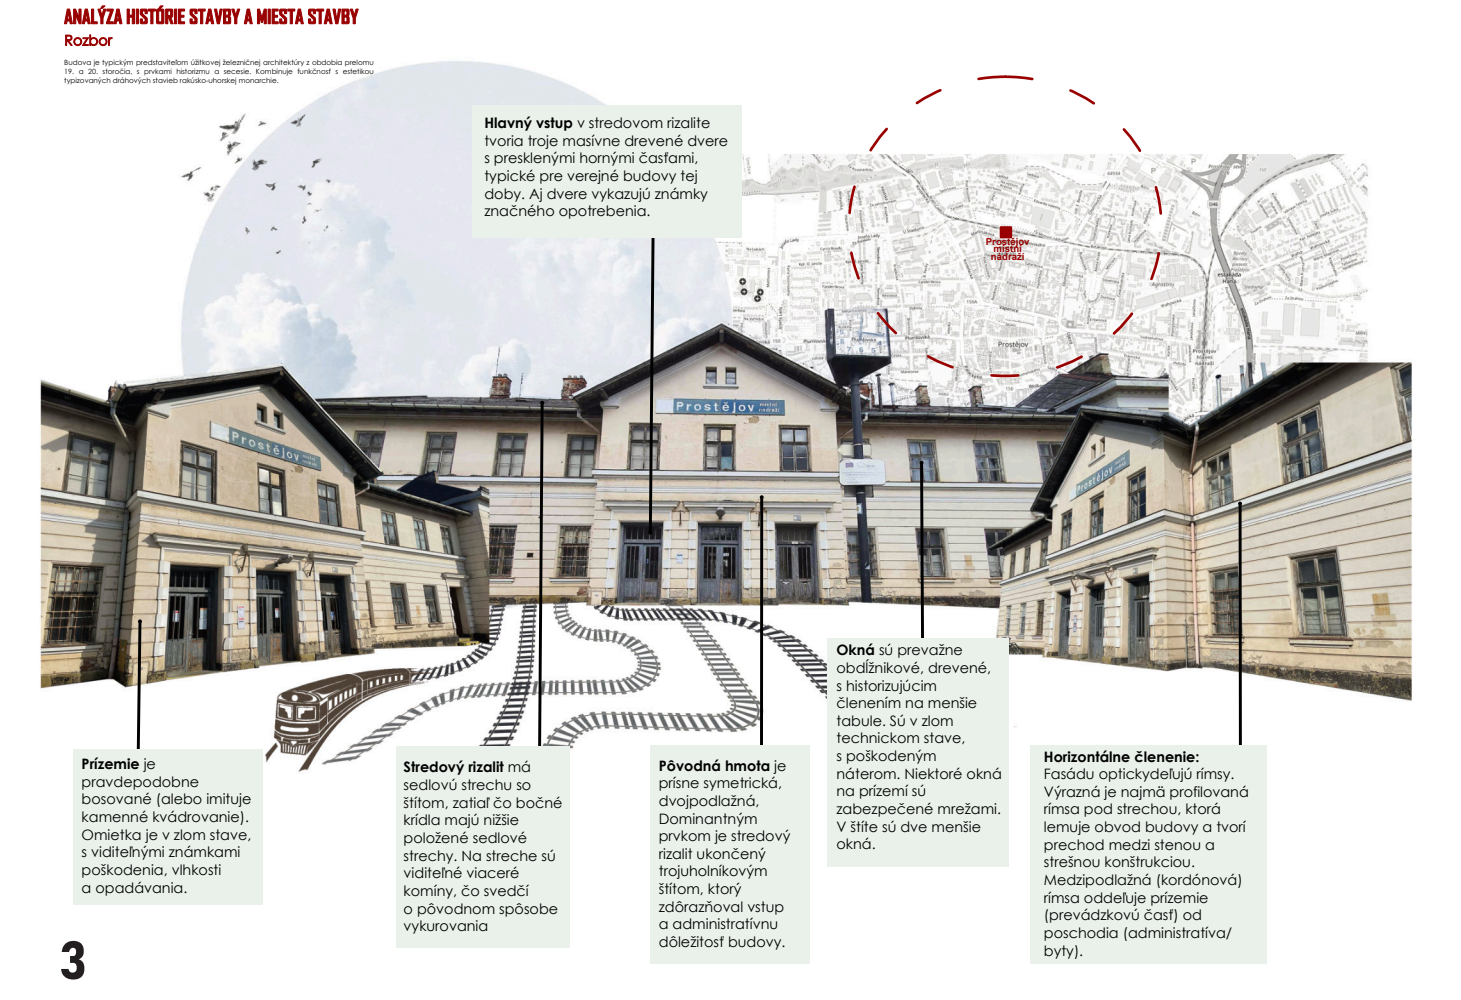 ANALÝZA HISTÓRIE STAVBY A MIESTA STAVBY
Rozbor
Budova je typickým predstaviteľom úžitkovej železničnej architektúry z obdobia prelomu
19. a 20. storočia, s prvkami historizmu a secesie. Kombinuje funkčnosť s estetikou
typizovaných dráhových stavieb rakúsko-uhorskej monarchie.
Hlavný vstup v stredovom rizalite
tvoria troje masívne drevené dvere
s presklenými hornými časťami,
typické pre verejné budovy tej
doby. Aj dvere vykazujú známky
značného opotrebenia.
Prostějov
místní
nádraží
Prostějov
Prostějov místní nádraží
Prostějov místní nádraží
Prostějov
Okná sú prevažne
obdĺžnikové, drevené,
s historizujúcim
členením na menšie
tabule. Sú v zlom
technickom stave,
s poškodeným
náterom. Niektoré okná
na prízemí sú
zabezpečené mrežami.
V štíte sú dve menšie
okná.
Prízemie je
pravdepodobne
bosované (alebo imituje
kamenné kvádrovanie).
Omietka je v zlom stave,
s viditeľnými známkami
poškodenia, vlhkosti
a opadávania.
Stredový rizalit má
sedlovú strechu so
štítom, zatiaľ čo bočné
krídla majú nižšie
položené sedlové
strechy. Na streche sú
viditeľné viaceré
komíny, čo svedčí
o pôvodnom spôsobe
vykurovania
Pôvodná hmota je
prísne symetrická,
dvojpodlažná,
Dominantným
prvkom je stredový
rizalit ukončený
trojuholníkovým
štítom, ktorý
zdôrazňoval vstup
a administratívnu
dôležitosť budovy.
Horizontálne členenie:
Fasádu optickydeľujú rímsy.
Výrazná je najmä profilovaná
rímsa pod strechou, ktorá
lemuje obvod budovy a tvorí
prechod medzi stenou a
strešnou konštrukciou.
Medzipodlažná (kordónová)
rímsa oddeľuje prízemie
(prevádzkovú časť) od
poschodia (administratíva/
byty).
3